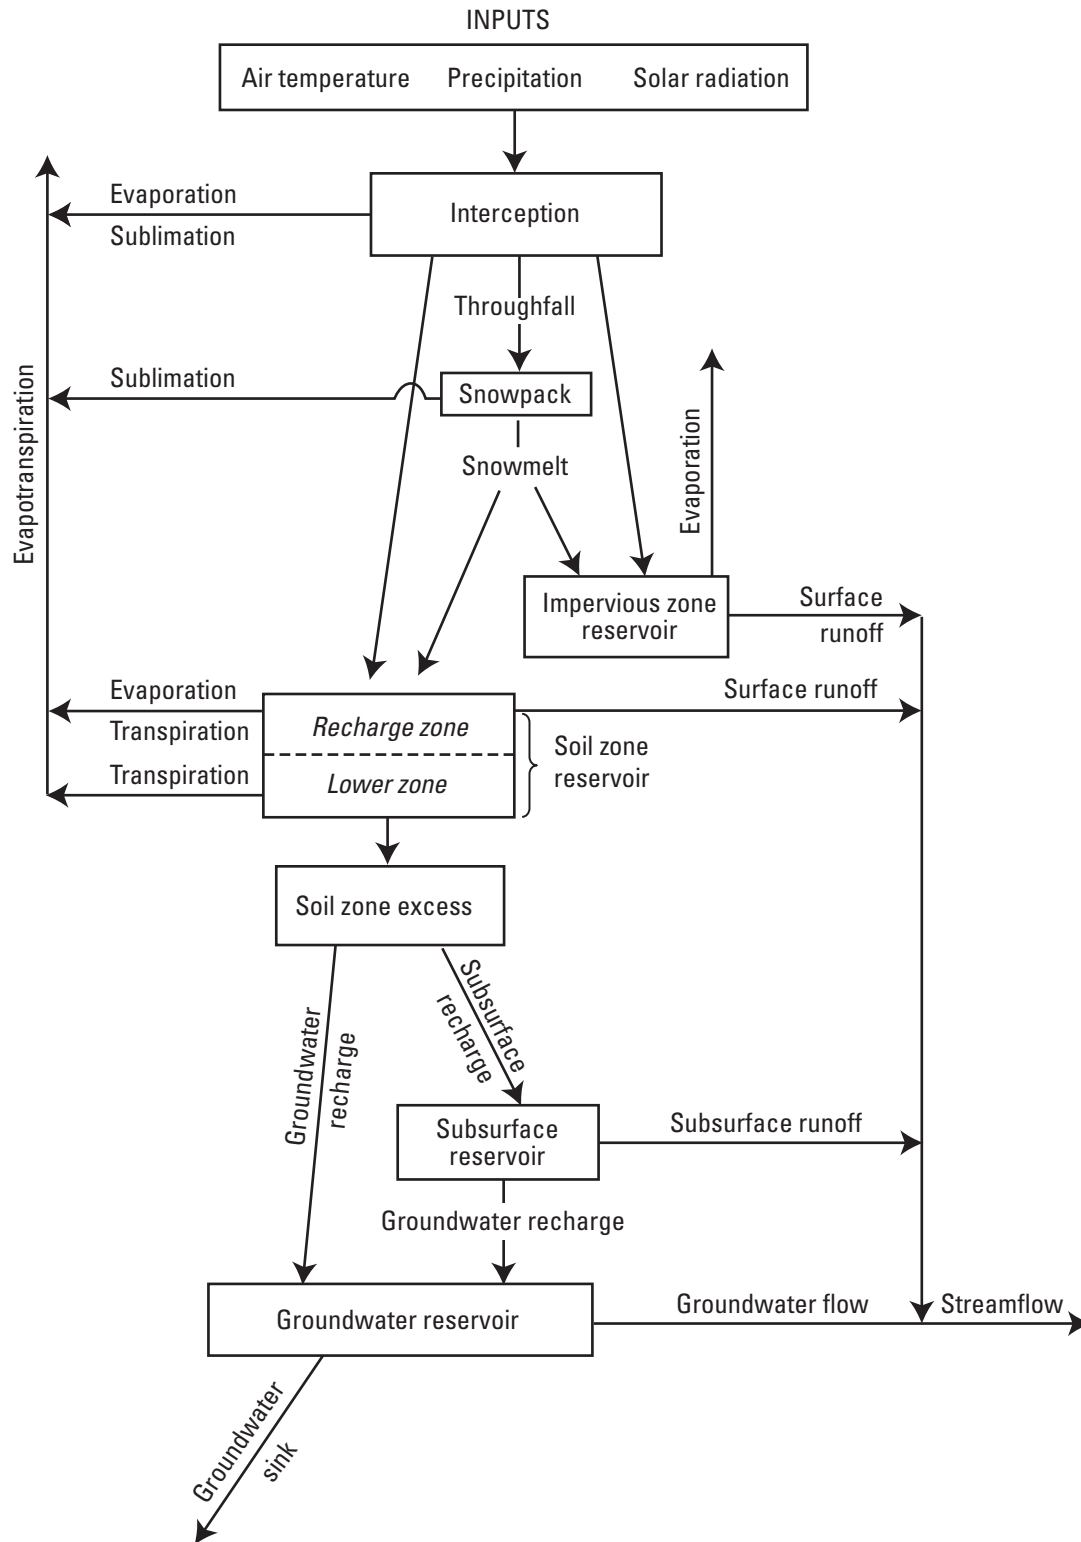 INPUTS
Air temperature Precipitation Solar radiation
Evaporation
Sublimation
Interception
Throughfall
Sublimation
Snowpack
Snowmelt
Evaporation
Evapotranspiration
Impervious zone
reservoir
Surface
runoff
Evaporation
Transpiration
Recharge zone
Surface runoff
Transpiration
Lower zone
Soil zone
reservoir
Soil zone excess
Groundwater
recharge
Subsurface
recharge
Subsurface
reservoir
Subsurface runoff
Groundwater recharge
Groundwater reservoir
Groundwater flow
Streamflow
Groundwater
sink